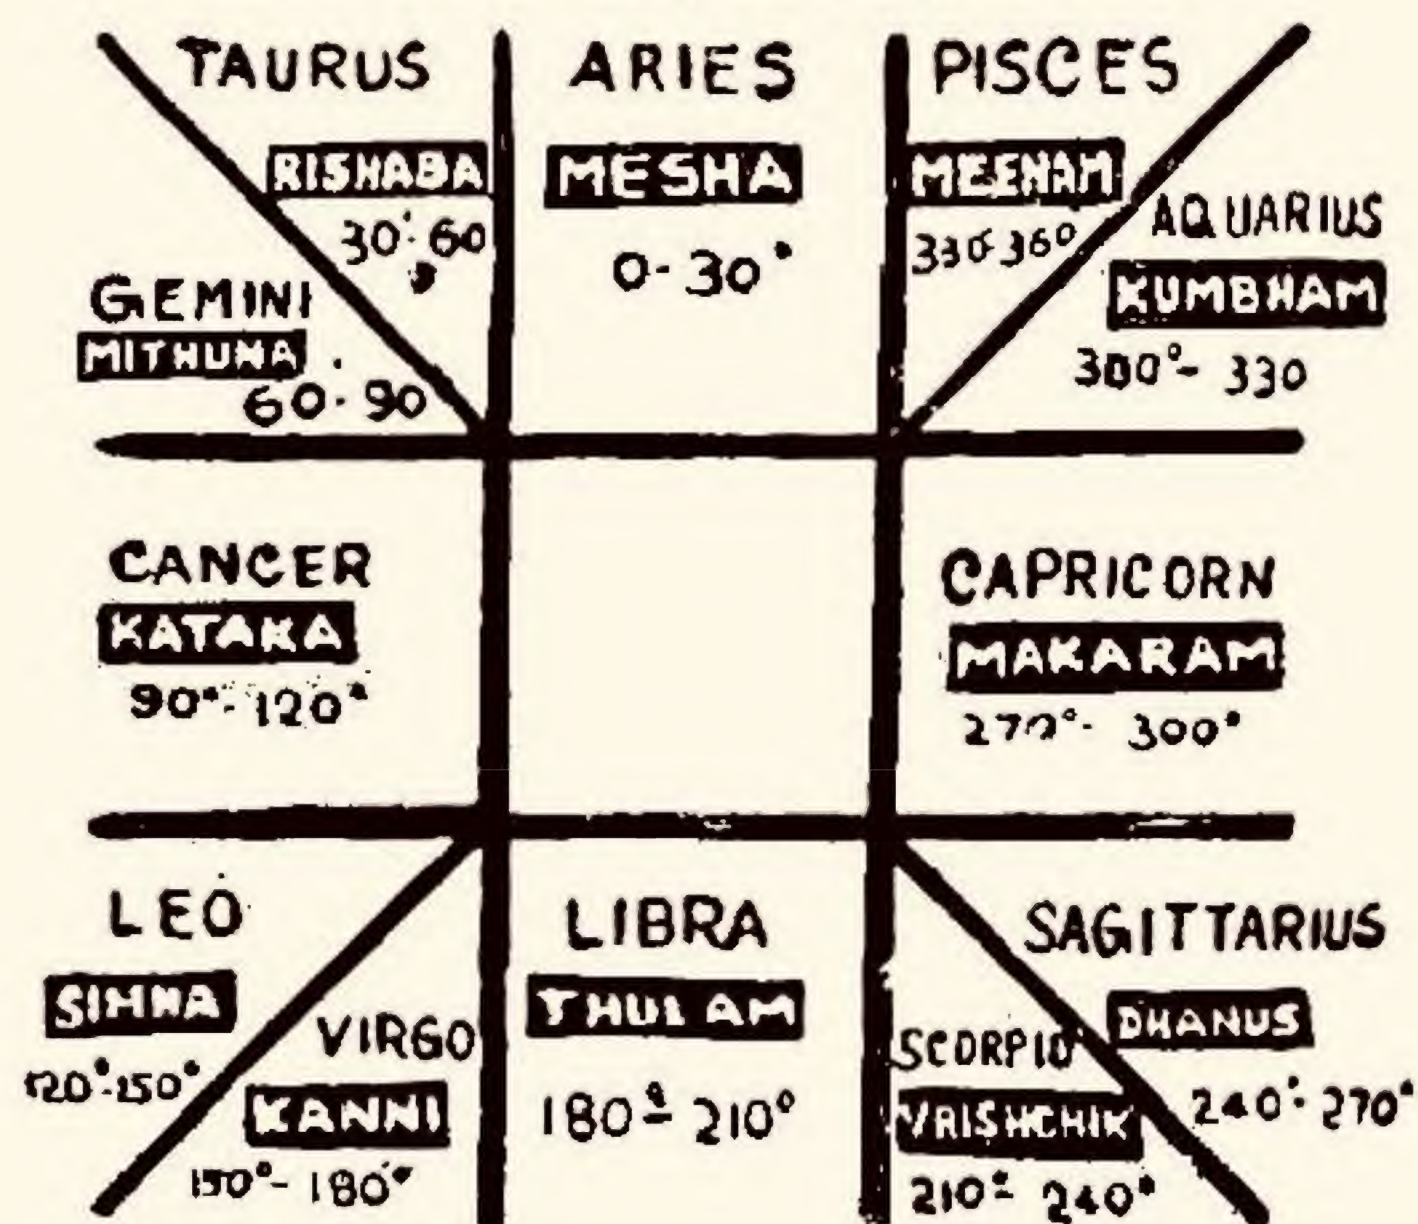 TAURUS
RISHABA
30°-60
ARIES
MESHA
0-30°
PISCES
MEENAM
330-360°
AQUARIUS
KUMBHAM
300°- 330
GEMINI
MITHUNA
60-90
CANCER
KATAKA
90°-120°
CAPRICORN
MAKARAM
270°- 300°
LEO
SIMHA
120°-150°
VIRGO
KANNI
150°-180°
LIBRA
THULAM
180°- 210°
SCORPIO
VRISHCHIK
210°- 240°
SAGITTARIUS
DHANUS
240°- 270°